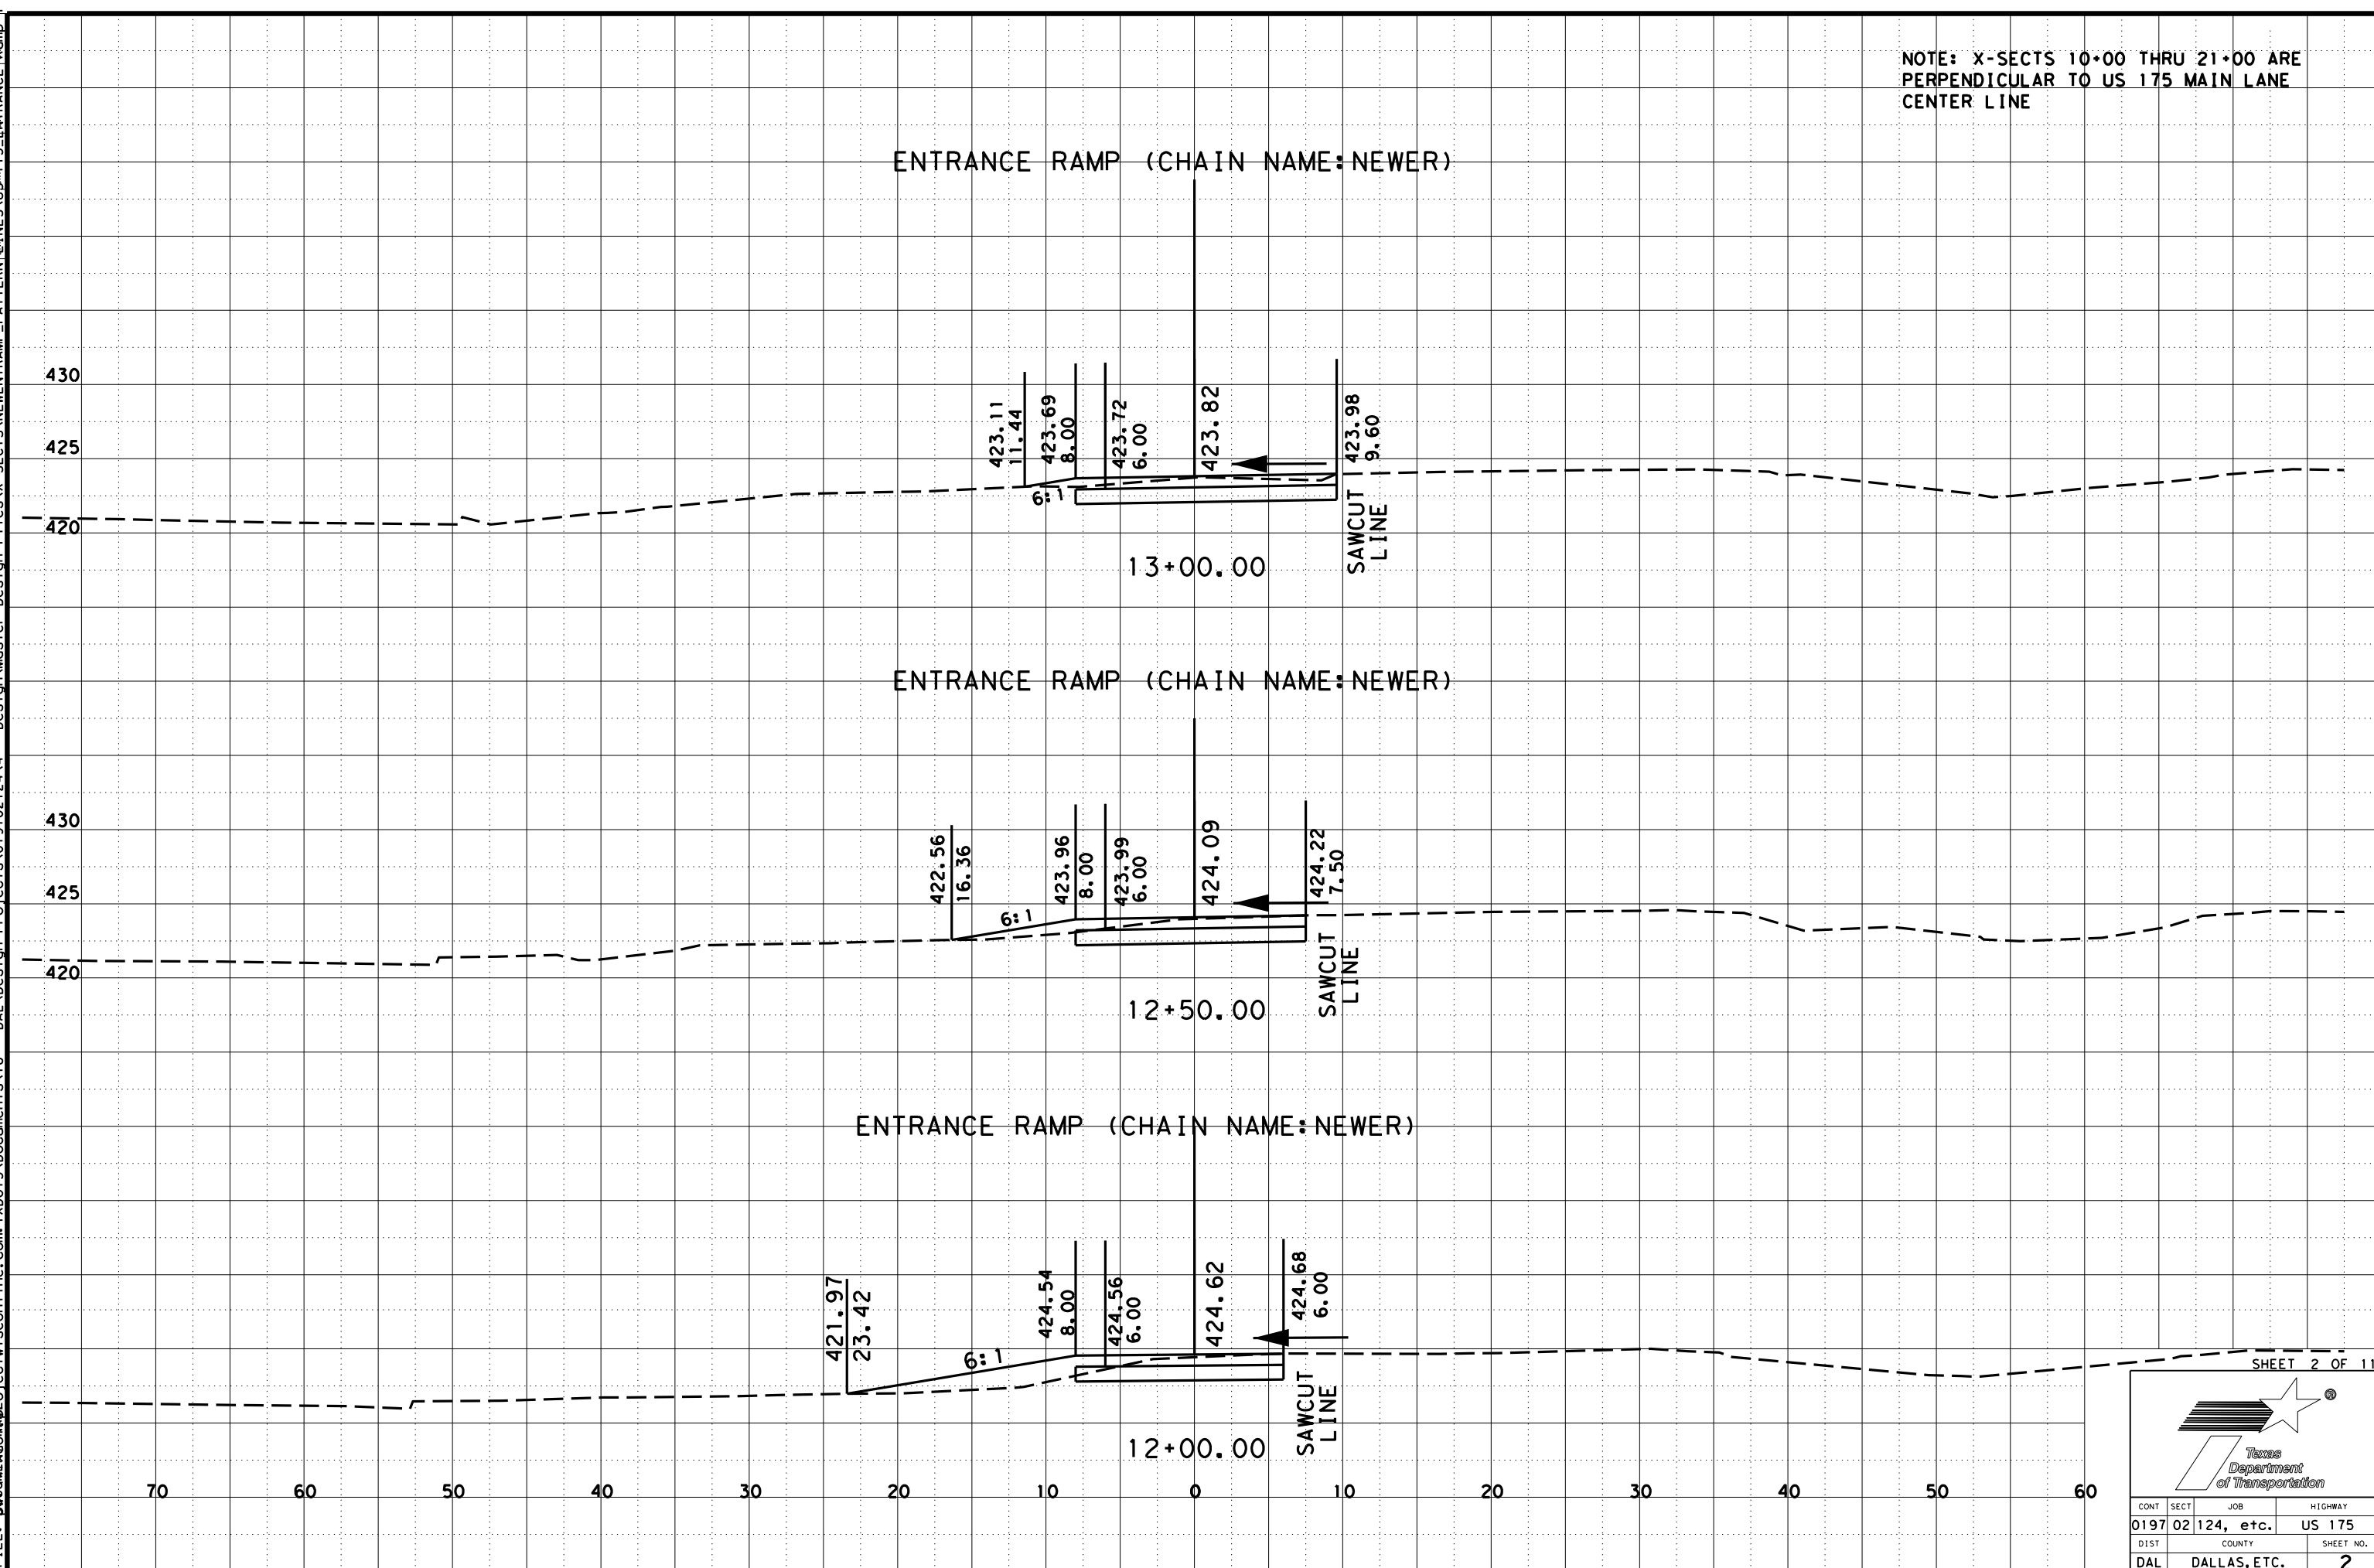 NOTE: X-SECTS 10+00 THRU 21+00 ARE
PERPENDICULAR TO US 175 MAIN LANE
CENTER LINE
ENTRANCE RAMP (CHAIN NAME:NEWER)
430
425
420
423.11
11.44
423.69
8.00
423.72
6.00
423.82
423.98
9.60
6:1
SAWCUT
LINE
13+00.00
ENTRANCE RAMP (CHAIN NAME:NEWER)
430
425
420
422.56
16.36
423.96
8.00
423.99
6.00
424.09
424.22
7.50
6:1
SAWCUT
LINE
12+50.00
ENTRANCE RAMP (CHAIN NAME:NEWER)
421.97
23.42
424.54
8.00
424.56
6.00
424.62
424.68
6.00
6:1
SAWCUT
LINE
12+00.00
70 60 50 40 30 20 10 0 10 20 30 40 50 60
SHEET 2 OF 11
®
Texas
Department
of Transportation
CONT SECT JOB HIGHWAY
0197 02 124, etc. US 175
DIST COUNTY SHEET NO.
DAL DALLAS,ETC. 2